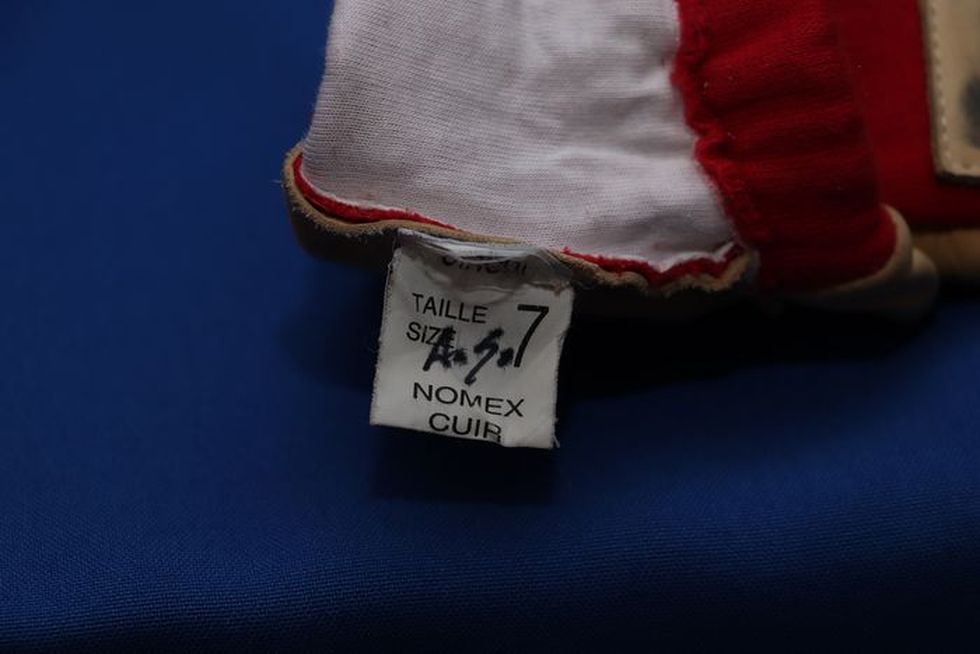 TAILLE
SIZE 7
A.S.
NOMEX
CUIR